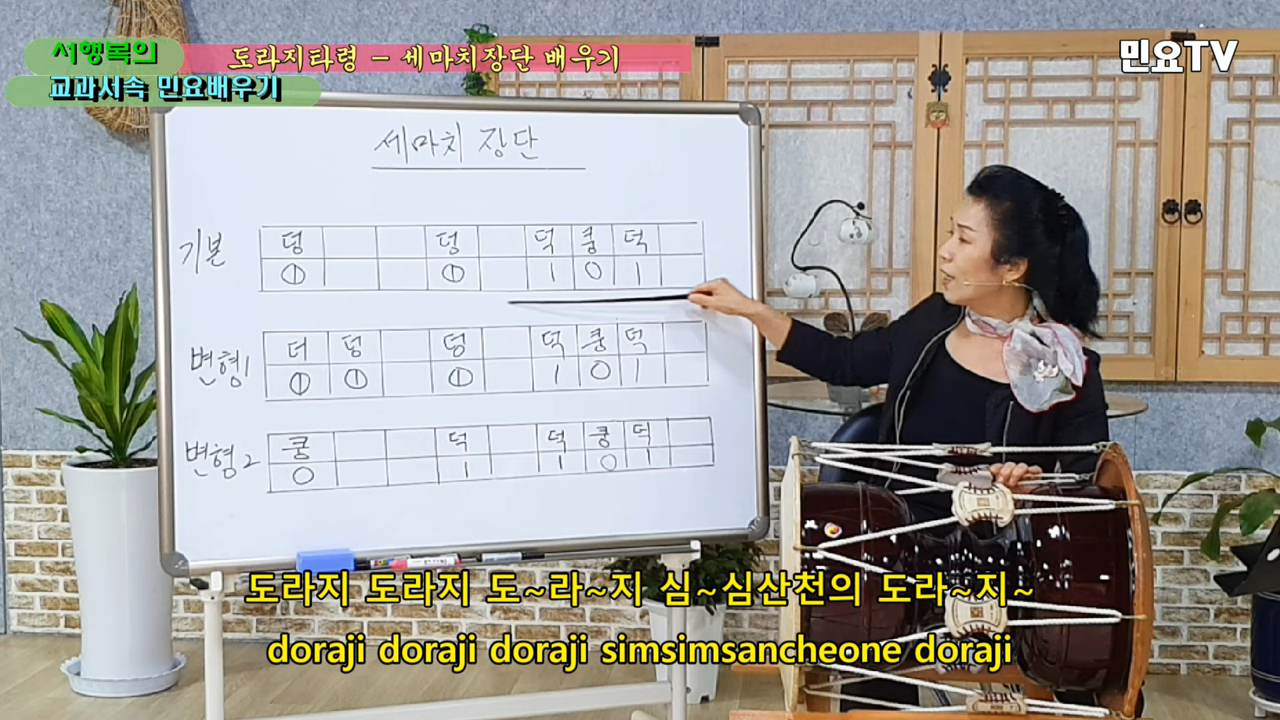 서행록의
교과서속 민요배우기
도라지타령 - 세마치장단 배우기
민요TV
세마치 장단
기본 덩 덩 덕 쿵 덕
변형1 더 덩 덩 덕 쿵 덕
변형2 쿵 덕 덕 쿵 덕
도라지 도라지 도~라~지 심~심산천의 도라~지~
doraji doraji doraji simsimsancheone doraji